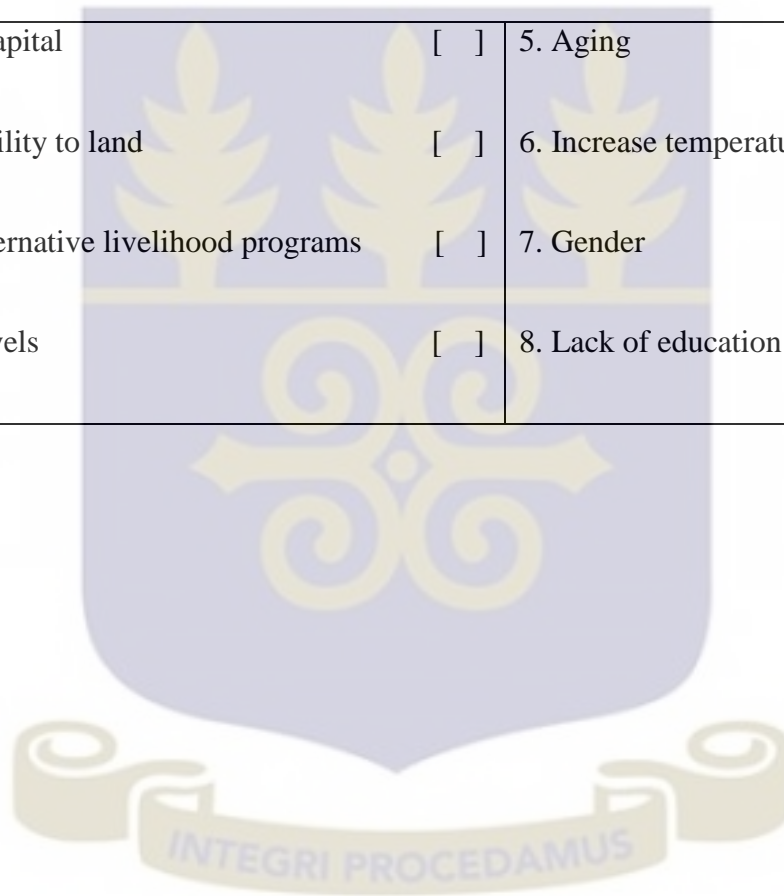 apital [ ] 5. Aging
ility to land [ ] 6. Increase temperatu
ernative livelihood programs [ ] 7. Gender
vels [ ] 8. Lack of education
INTEGRI PROCEDAMUS